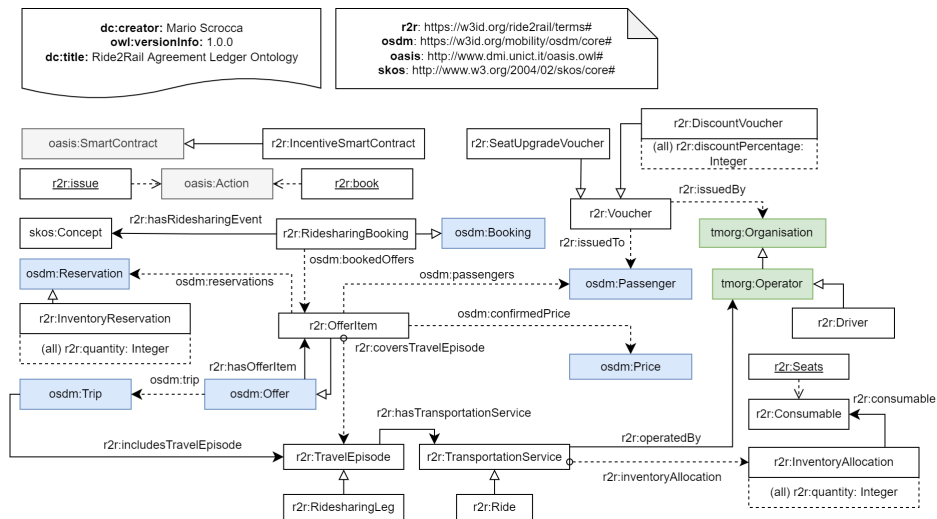 dc:creator: Mario Scrocca
owl:versionInfo: 1.0.0
dc:title: Ride2Rail Agreement Ledger Ontology
r2r: https://w3id.org/ride2rail/terms#
osdm: https://w3id.org/mobility/osdm/core#
oasis: http://www.dmi.unict.it/oasis.owl#
skos: http://www.w3.org/2004/02/skos/core#
oasis:SmartContract
r2r:IncentiveSmartContract
r2r:SeatUpgradeVoucher
r2r:DiscountVoucher
(all) r2r:discountPercentage:
Integer
r2r:issue
oasis:Action
r2r:book
r2r:issuedBy
r2r:Voucher
r2r:hasRidesharingEvent
skos:Concept
r2r:RidesharingBooking
osdm:Booking
r2r:issuedTo
tmorg:Organisation
osdm:bookedOffers
osdm:Reservation
osdm:reservations
osdm:passengers
osdm:Passenger
tmorg:Operator
r2r:InventoryReservation
(all) r2r:quantity: Integer
r2r:OfferItem
osdm:confirmedPrice
r2r:Driver
r2r:coversTravelEpisode
r2r:hasOfferItem
osdm:Price
r2r:Seats
osdm:Trip
osdm:trip
osdm:Offer
r2r:consumable
r2r:Consumable
r2r:hasTransportationService
r2r:includesTravelEpisode
r2r:operatedBy
r2r:TravelEpisode
r2r:TransportationService
r2r:InventoryAllocation
r2r:inventoryAllocation
(all) r2r:quantity: Integer
r2r:RidesharingLeg
r2r:Ride